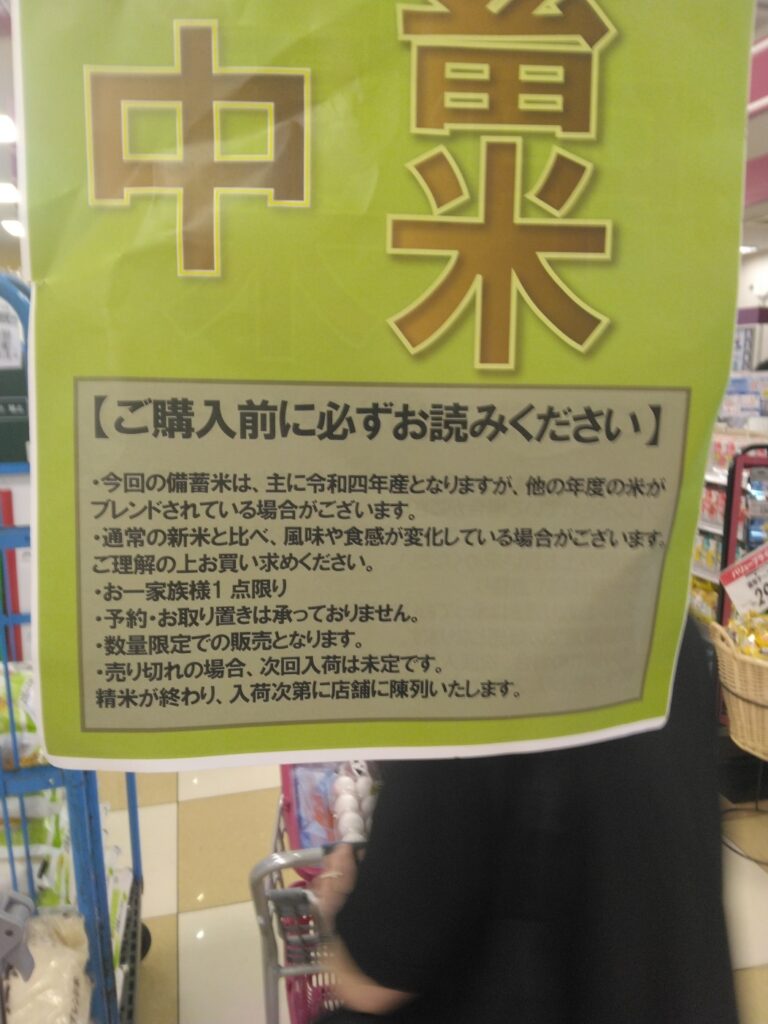 蓄米
中
【ご購入前に必ずお読みください】
・今回の備蓄米は、主に令和四年産となりますが、他の年度の米が
ブレンドされている場合がございます。
・通常の新米と比べ、風味や食感が変化している場合がございます。
ご理解の上お買い求めください。
・お一家族様1点限り
・予約・お取り置きは承っておりません。
・数量限定での販売となります。
・売り切れの場合、次回入荷は未定です。
精米が終わり、入荷次第に店舗に陳列いたします。